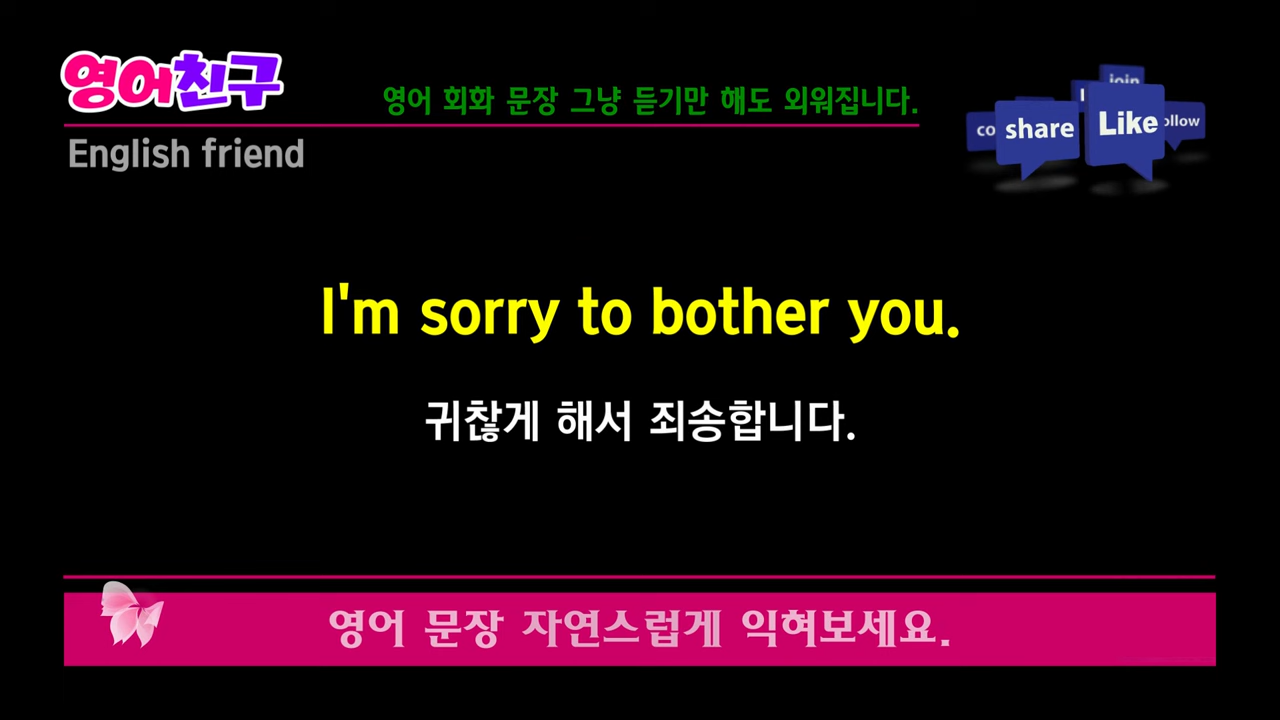 영어친구
영어 회화 문장 그냥 듣기만 해도 외워집니다.
English friend
join
share
Like
I'm sorry to bother you.
귀찮게 해서 죄송합니다.
영어 문장 자연스럽게 익혀보세요.